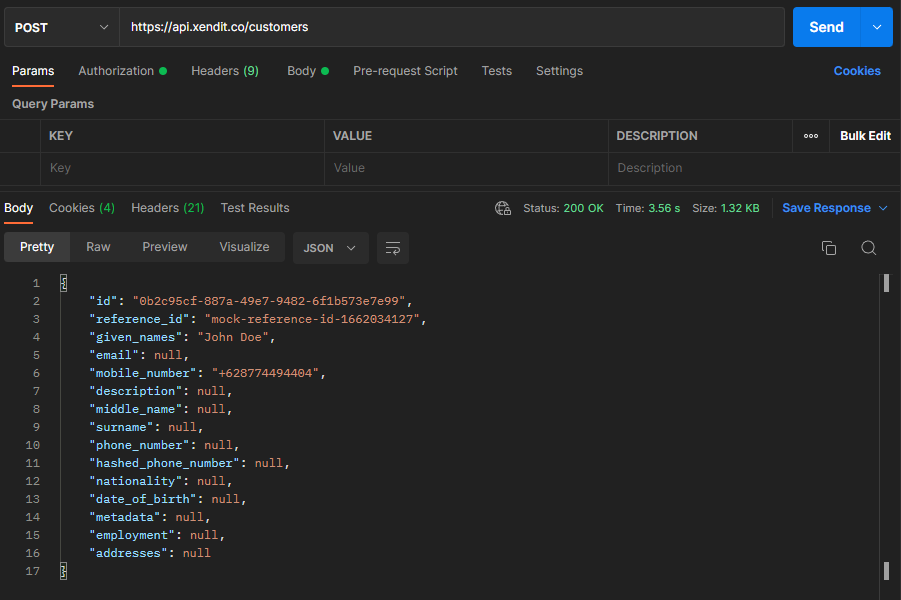 POST https://api.xendit.co/customers Send
Params Authorization Headers (9) Body Pre-request Script Tests Settings Cookies
Query Params
KEY VALUE DESCRIPTION Bulk Edit
Key Value Description
Body Cookies (4) Headers (21) Test Results Status: 200 OK Time: 3.56 s Size: 1.32 KB Save Response
Pretty Raw Preview Visualize JSON
1 {
2 "id": "0b2c95cf-887a-49e7-9482-6f1b573e7e99",
3 "reference_id": "mock-reference-id-1662034127",
4 "given_names": "John Doe",
5 "email": null,
6 "mobile_number": "+628774494404",
7 "description": null,
8 "middle_name": null,
9 "surname": null,
10 "phone_number": null,
11 "hashed_phone_number": null,
12 "nationality": null,
13 "date_of_birth": null,
14 "metadata": null,
15 "employment": null,
16 "addresses": null
17 }